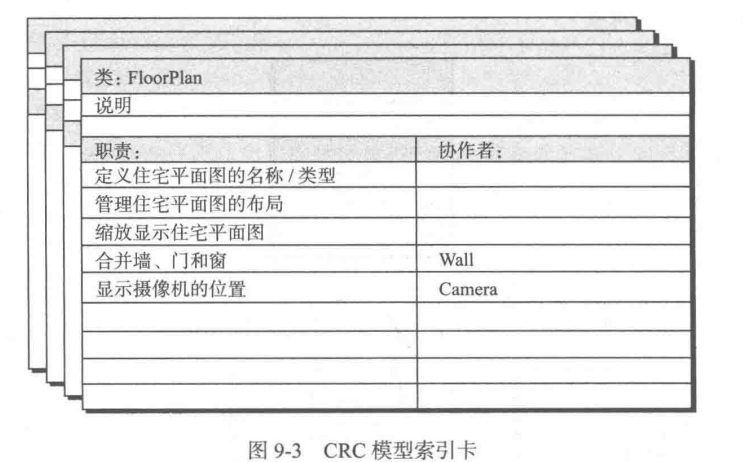 类：FloorPlan
说明
职责： 协作者：
定义住宅平面图的名称 / 类型
管理住宅平面图的布局
缩放显示住宅平面图
合并墙、门和窗 Wall
显示摄像机的位置 Camera
图 9-3 CRC 模型索引卡